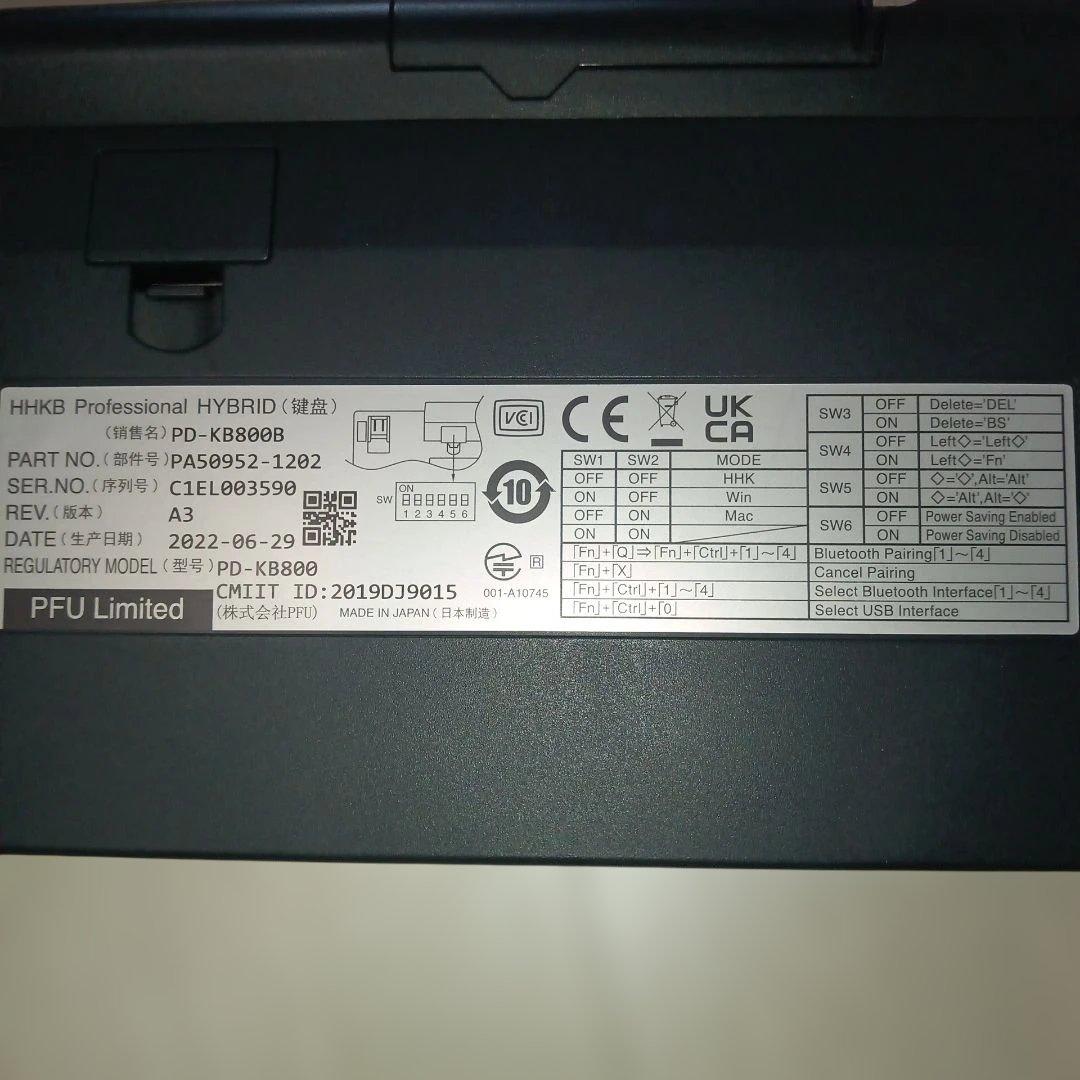 HHKB Professional HYBRID(键盘)
(销售名)PD-KB800B
PART NO.(部件号)PA50952-1202
SER.NO.(序列号) C1EL003590
REV.(版本) A3
DATE(生产日期) 2022-06-29
REGULATORY MODEL(型号)PD-KB800
CMIIT ID:2019DJ9015
PFU Limited (株式会社PFU) MADE IN JAPAN(日本制造)
SW ON
1 2 3 4 5 6
VCI
10
R
001-A10745
CE
UK
CA
SW1 SW2 MODE
OFF OFF HHK
ON OFF Win
OFF ON Mac
ON ON
SW3 OFF Delete='DEL'
ON Delete='BS'
SW4 OFF Left◇='Left◇'
ON Left◇='Fn'
SW5 OFF ◇='◇',Alt='Alt'
ON ◇='Alt',Alt='◇'
SW6 OFF Power Saving Enabled
ON Power Saving Disabled
「Fn」+「Q」⇒「Fn」+「Ctrl」+「1」~「4」 Bluetooth Pairing「1」~「4」
「Fn」+「X」 Cancel Pairing
「Fn」+「Ctrl」+「1」~「4」 Select Bluetooth Interface「1」~「4」
「Fn」+「Ctrl」+「0」 Select USB Interface